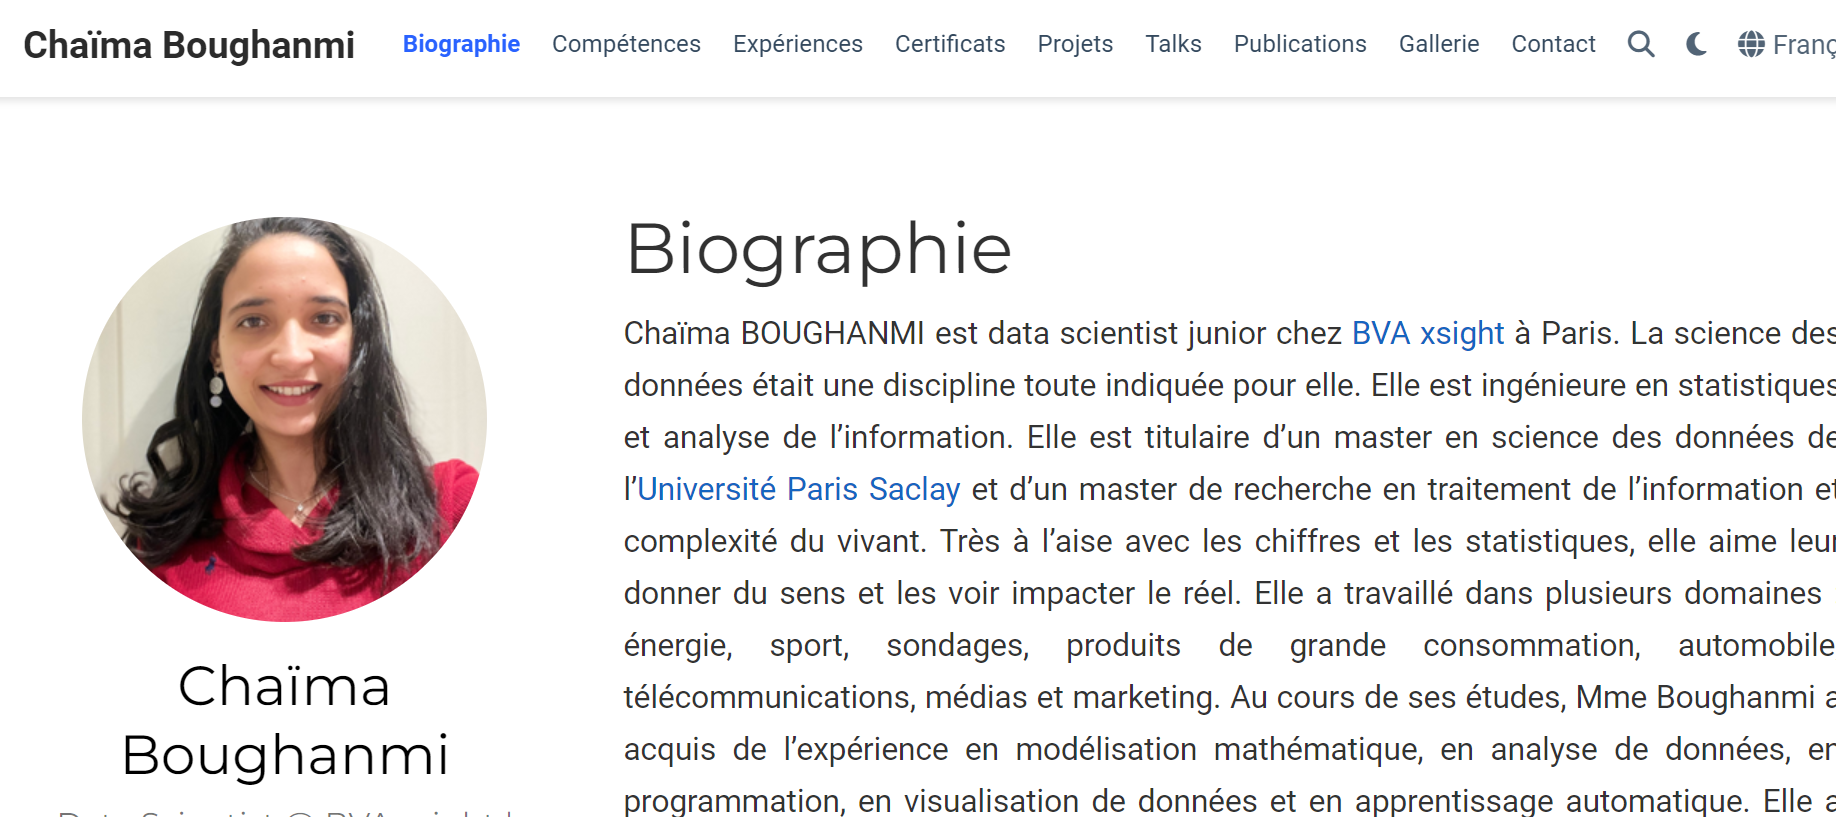 Chaïma Boughanmi
Biographie Compétences Expériences Certificats Projets Talks Publications Gallerie Contact
Biographie
Chaïma BOUGHANMI est data scientist junior chez BVA xsight à Paris. La science des
données était une discipline toute indiquée pour elle. Elle est ingénieure en statistiques
et analyse de l’information. Elle est titulaire d’un master en science des données de
l’Université Paris Saclay et d’un master de recherche en traitement de l’information et
complexité du vivant. Très à l’aise avec les chiffres et les statistiques, elle aime leur
donner du sens et les voir impacter le réel. Elle a travaillé dans plusieurs domaines
énergie, sport, sondages, produits de grande consommation, automobile
télécommunications, médias et marketing. Au cours de ses études, Mme Boughanmi a
acquis de l’expérience en modélisation mathématique, en analyse de données, en
programmation, en visualisation de données et en apprentissage automatique. Elle a
Chaïma
Boughanmi